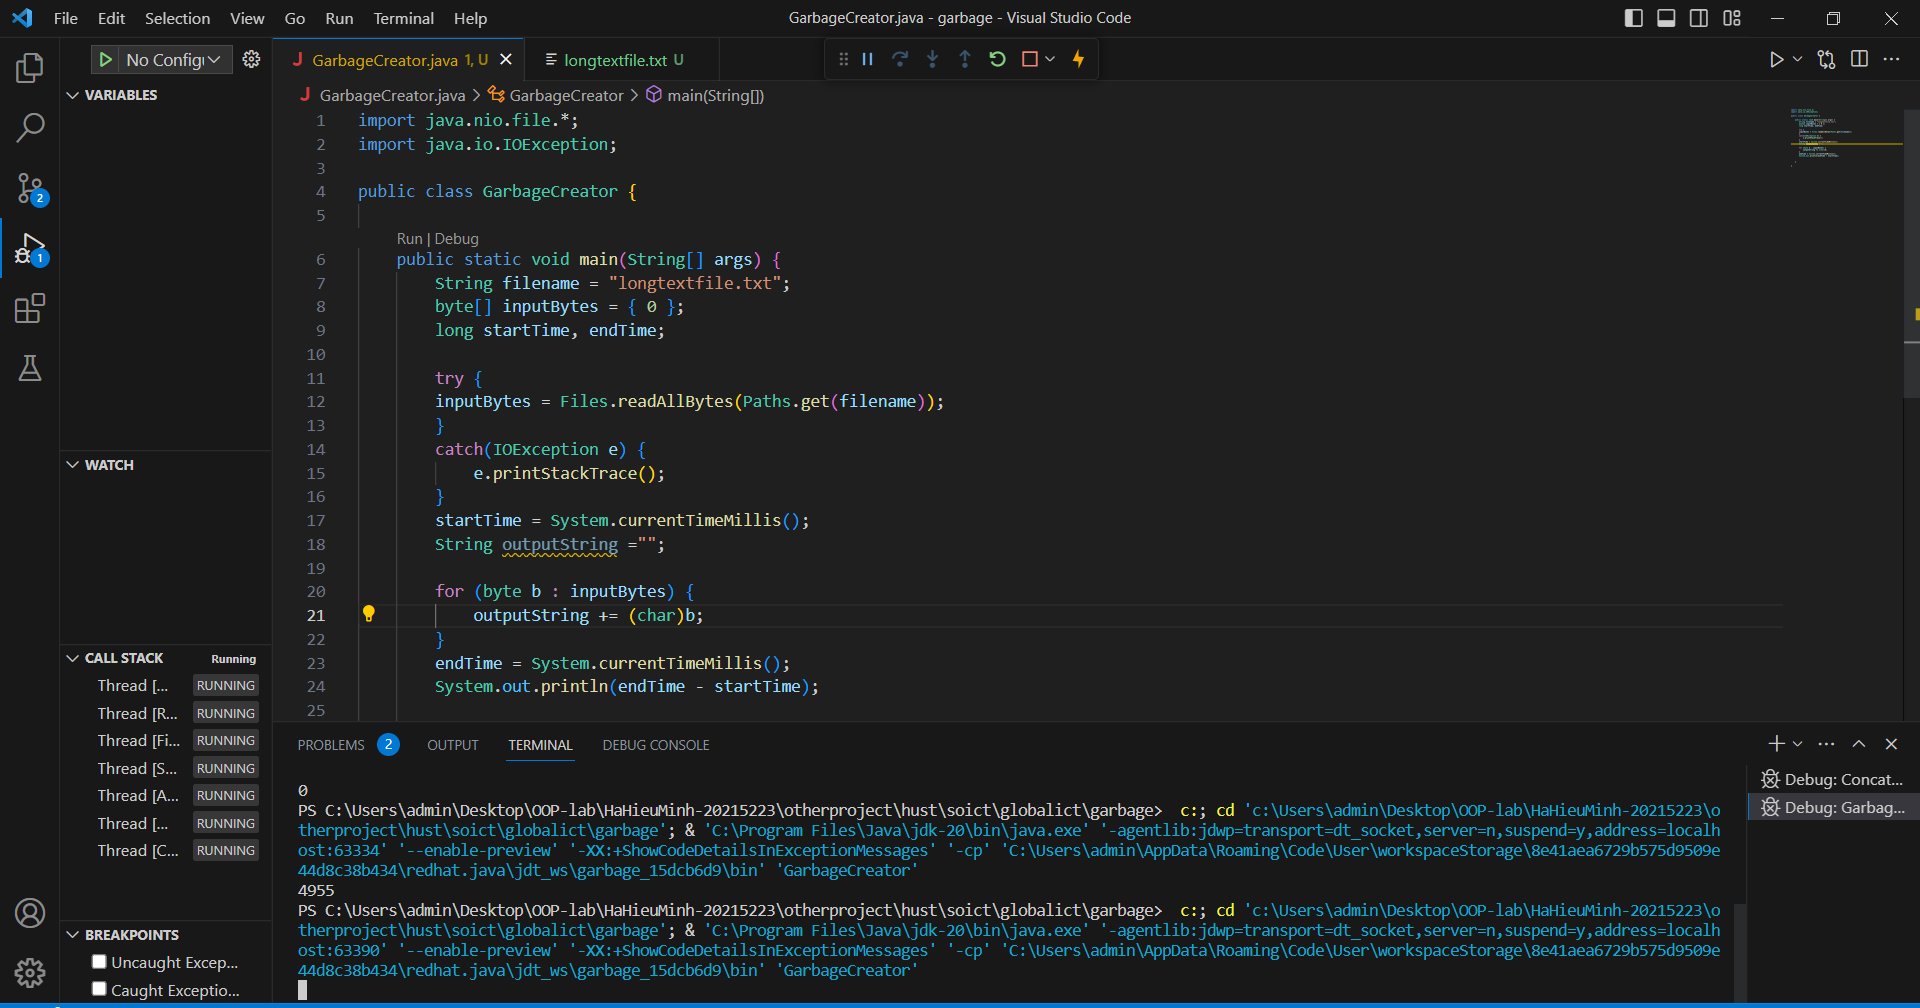 File Edit Selection View Go Run Terminal Help
GarbageCreator.java - garbage - Visual Studio Code
No Config
GarbageCreator.java 1, U
longtextfile.txt U
GarbageCreator.java > GarbageCreator > main(String[])
VARIABLES
1 import java.nio.file.*;
2 import java.io.IOException;
3
4 public class GarbageCreator {
5
Run | Debug
6 public static void main(String[] args) {
7 String filename = "longtextfile.txt";
8 byte[] inputBytes = { 0 };
9 long startTime, endTime;
10
11 try {
12 inputBytes = Files.readAllBytes(Paths.get(filename));
13 }
14 catch(IOException e) {
15 e.printStackTrace();
16 }
17 startTime = System.currentTimeMillis();
18 String outputString ="";
19
20 for (byte b : inputBytes) {
21 outputString += (char)b;
22 }
23 endTime = System.currentTimeMillis();
24 System.out.println(endTime - startTime);
25
2
1
WATCH
CALL STACK Running
Thread [... RUNNING
Thread [R... RUNNING
Thread [Fi... RUNNING
Thread [S... RUNNING
Thread [A... RUNNING
Thread [... RUNNING
Thread [C... RUNNING
BREAKPOINTS
Uncaught Excep...
Caught Exceptio...
PROBLEMS 2 OUTPUT TERMINAL DEBUG CONSOLE
0
PS C:\Users\admin\Desktop\OOP-lab\HaHieuMinh-20215223\otherproject\hust\soict\globalict\garbage> c:; cd 'c:\Users\admin\Desktop\OOP-lab\HaHieuMinh-20215223\o
therproject\hust\soict\globalict\garbage'; & 'C:\Program Files\Java\jdk-20\bin\java.exe' '-agentlib:jdwp=transport=dt_socket,server=n,suspend=y,address=localh
ost:63334' '--enable-preview' '-XX:+ShowCodeDetailsInExceptionMessages' '-cp' 'C:\Users\admin\AppData\Roaming\Code\User\workspaceStorage\8e41aea6729b575d9509e
44d8c38b434\redhat.java\jdt_ws\garbage_15dcb6d9\bin' 'GarbageCreator'
4955
PS C:\Users\admin\Desktop\OOP-lab\HaHieuMinh-20215223\otherproject\hust\soict\globalict\garbage> c:; cd 'c:\Users\admin\Desktop\OOP-lab\HaHieuMinh-20215223\o
therproject\hust\soict\globalict\garbage'; & 'C:\Program Files\Java\jdk-20\bin\java.exe' '-agentlib:jdwp=transport=dt_socket,server=n,suspend=y,address=localh
ost:63390' '--enable-preview' '-XX:+ShowCodeDetailsInExceptionMessages' '-cp' 'C:\Users\admin\AppData\Roaming\Code\User\workspaceStorage\8e41aea6729b575d9509e
44d8c38b434\redhat.java\jdt_ws\garbage_15dcb6d9\bin' 'GarbageCreator'
Debug: Concat...
Debug: Garbag...